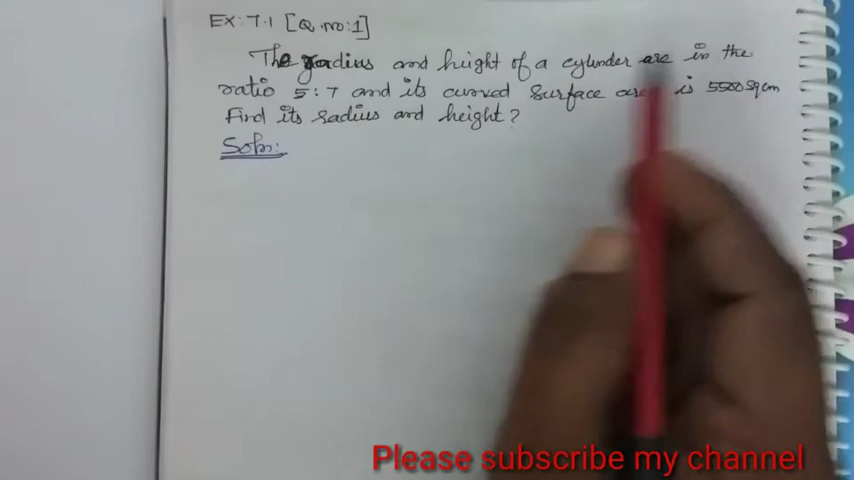 EX: 7.1 [Q.no:1]
The radius and height of a cylinder are in the
ratio 5:7 and its curved surface area is 5500 sq cm
Find its radius and height?
Soln:
Please subscribe my channel